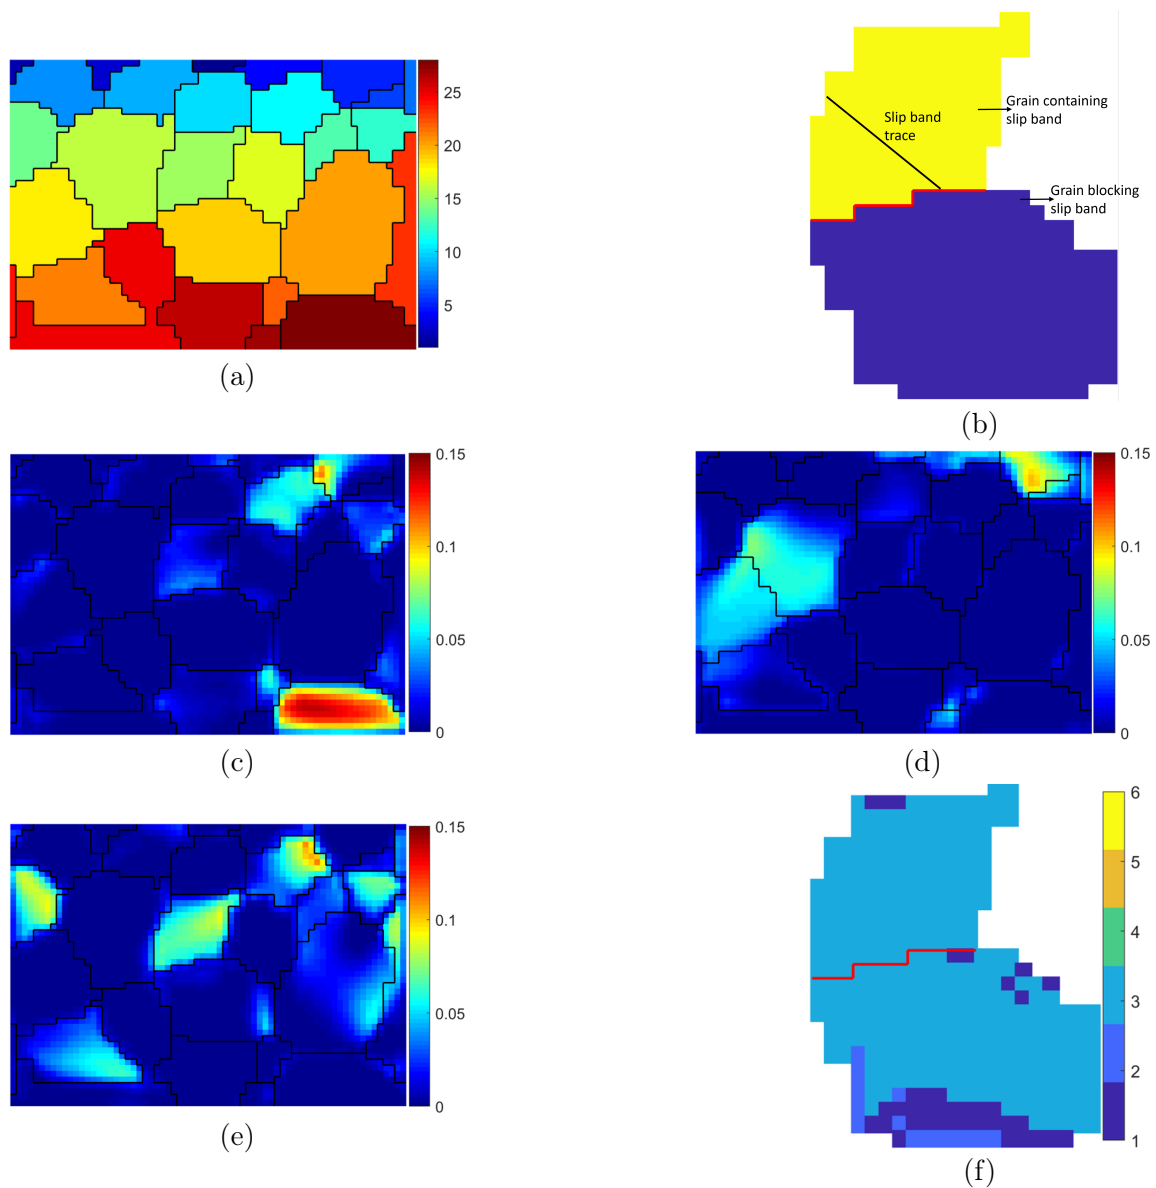 25
20
15
10
5
(a)
Grain containing
slip band
Slip band
trace
Grain blocking
slip band
(b)
0.15
0.1
0.05
0
(c)
0.15
0.1
0.05
0
(d)
0.15
0.1
0.05
0
(e)
6
5
4
3
2
1
(f)